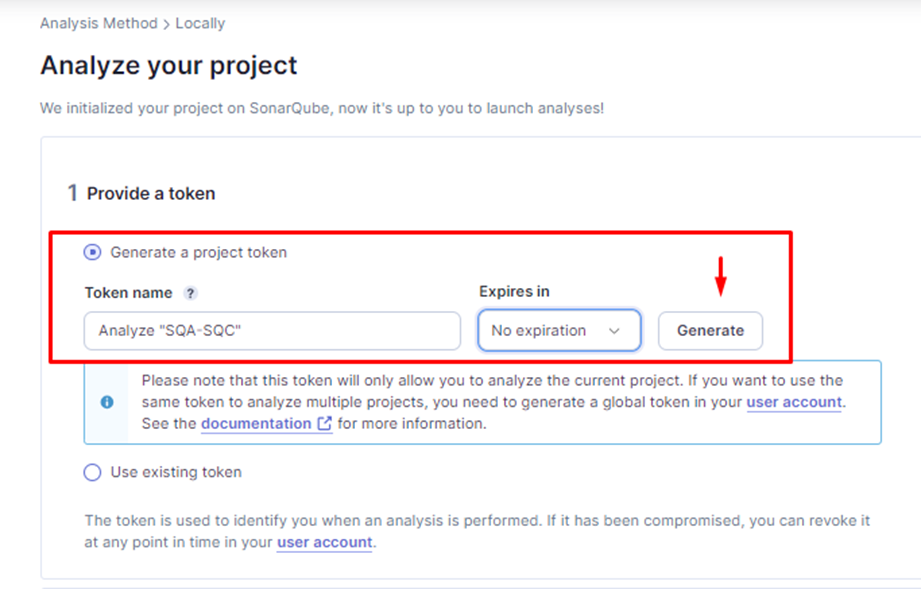 Analysis Method > Locally
Analyze your project
We initialized your project on SonarQube, now it's up to you to launch analyses!
1 Provide a token
Generate a project token
Token name ?
Expires in
Analyze "SQA-SQC"
No expiration
Generate
Please note that this token will only allow you to analyze the current project. If you want to use the
same token to analyze multiple projects, you need to generate a global token in your user account.
See the documentation for more information.
Use existing token
The token is used to identify you when an analysis is performed. If it has been compromised, you can revoke it
at any point in time in your user account.